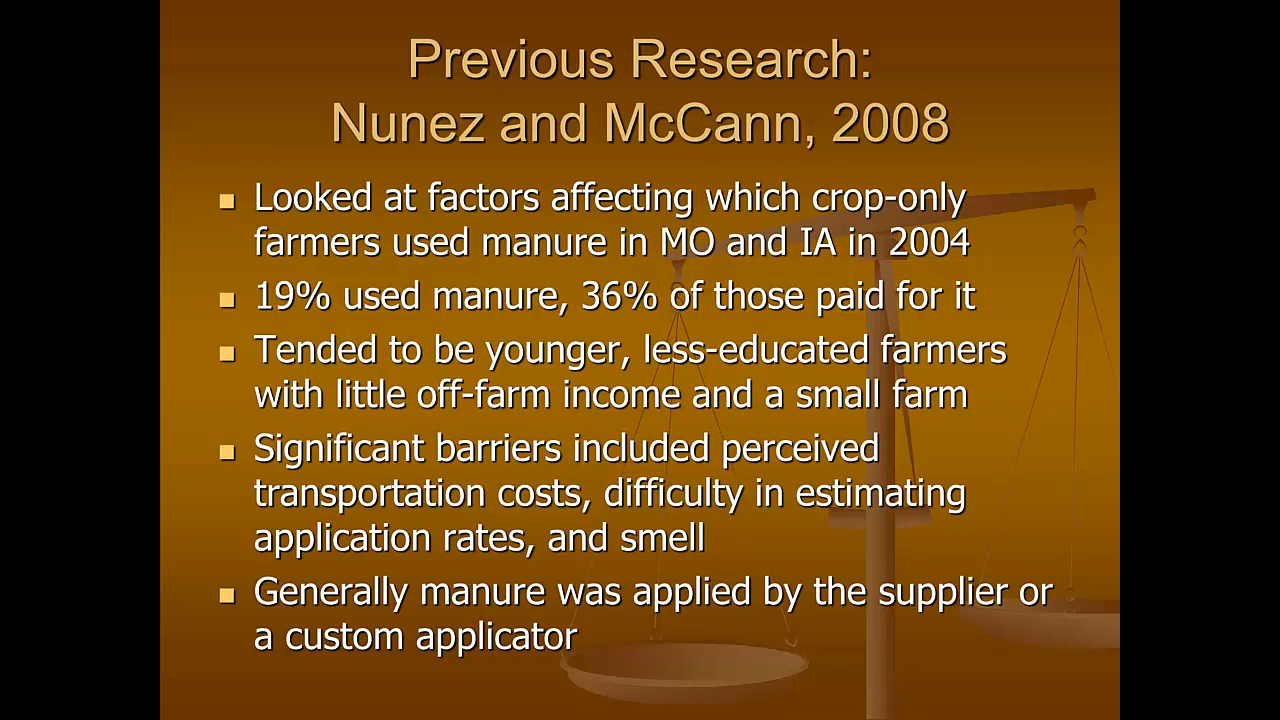 Previous Research:
Nunez and McCann, 2008
Looked at factors affecting which crop-only
farmers used manure in MO and IA in 2004
19% used manure, 36% of those paid for it
Tended to be younger, less-educated farmers
with little off-farm income and a small farm
Significant barriers included perceived
transportation costs, difficulty in estimating
application rates, and smell
Generally manure was applied by the supplier or
a custom applicator